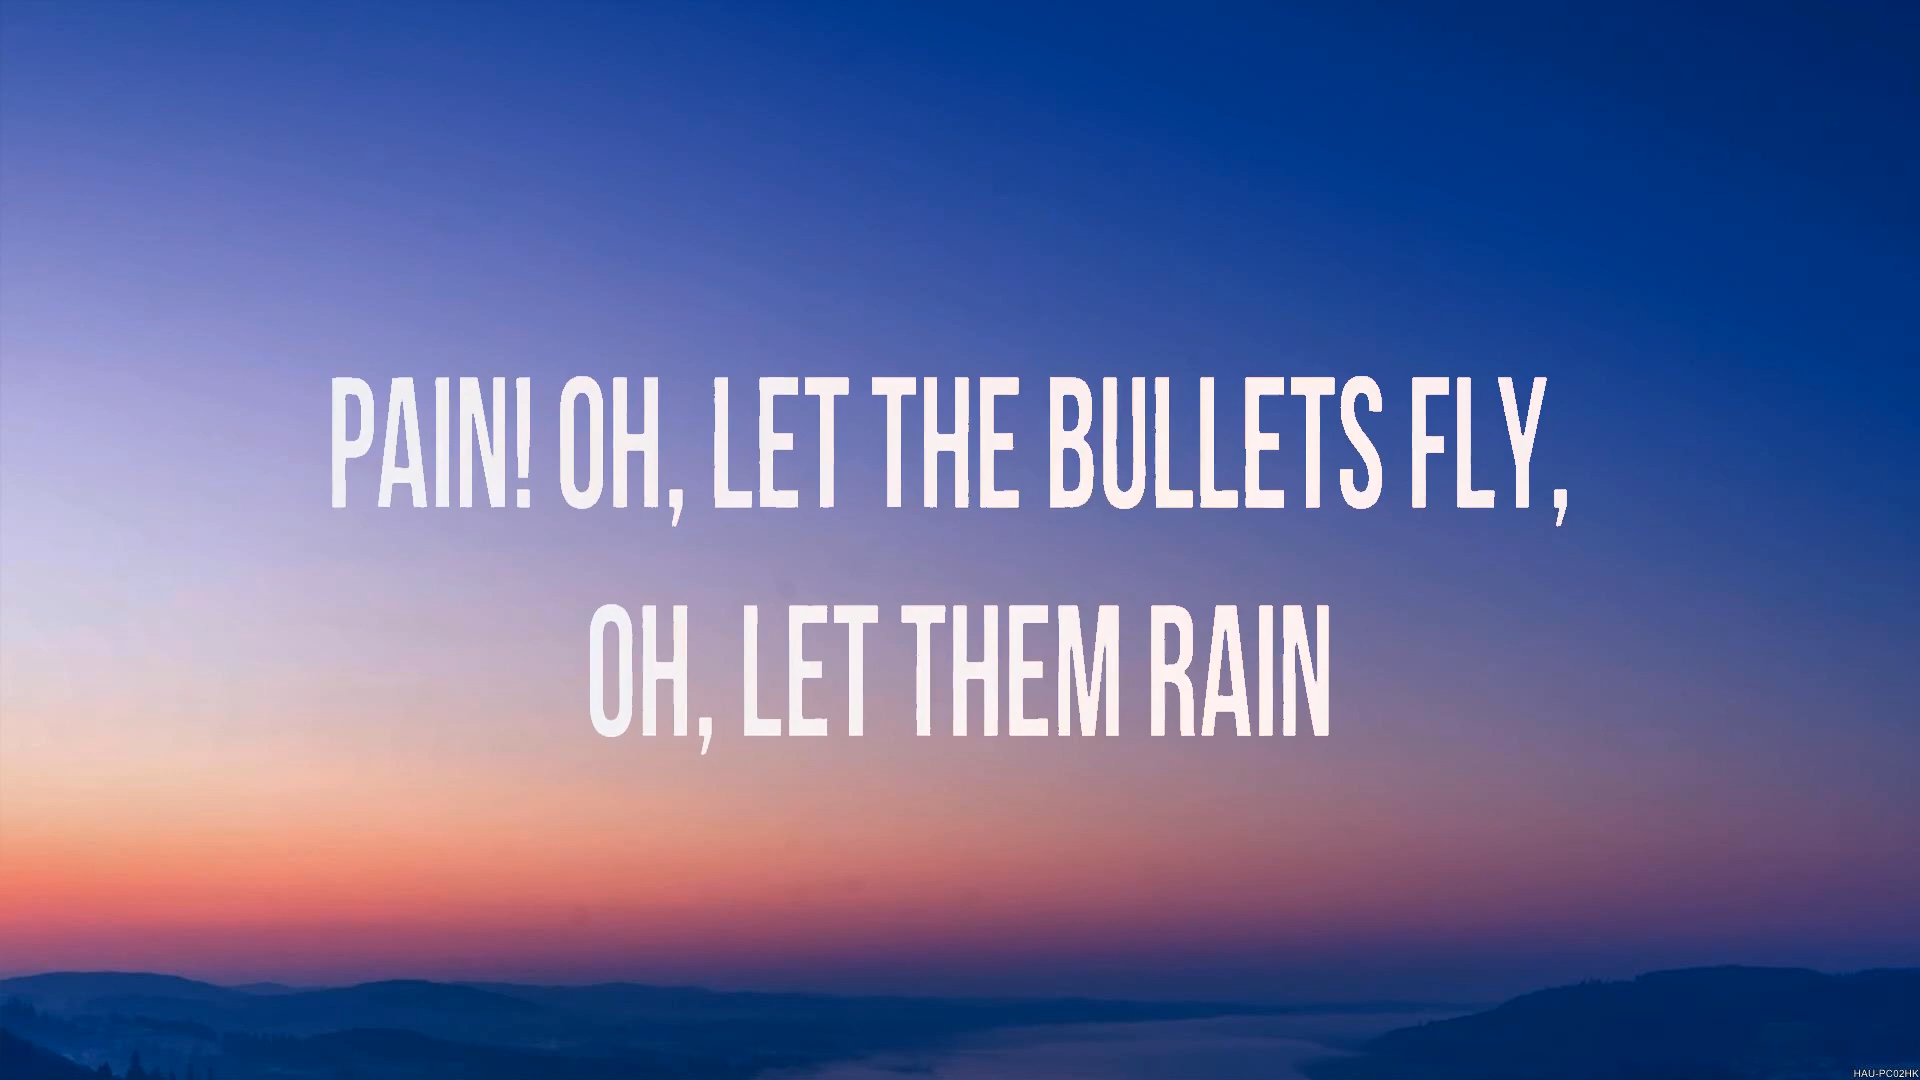 PAIN! OH, LET THE BULLETS FLY,
OH, LET THEM RAIN
HAU-PC02HK